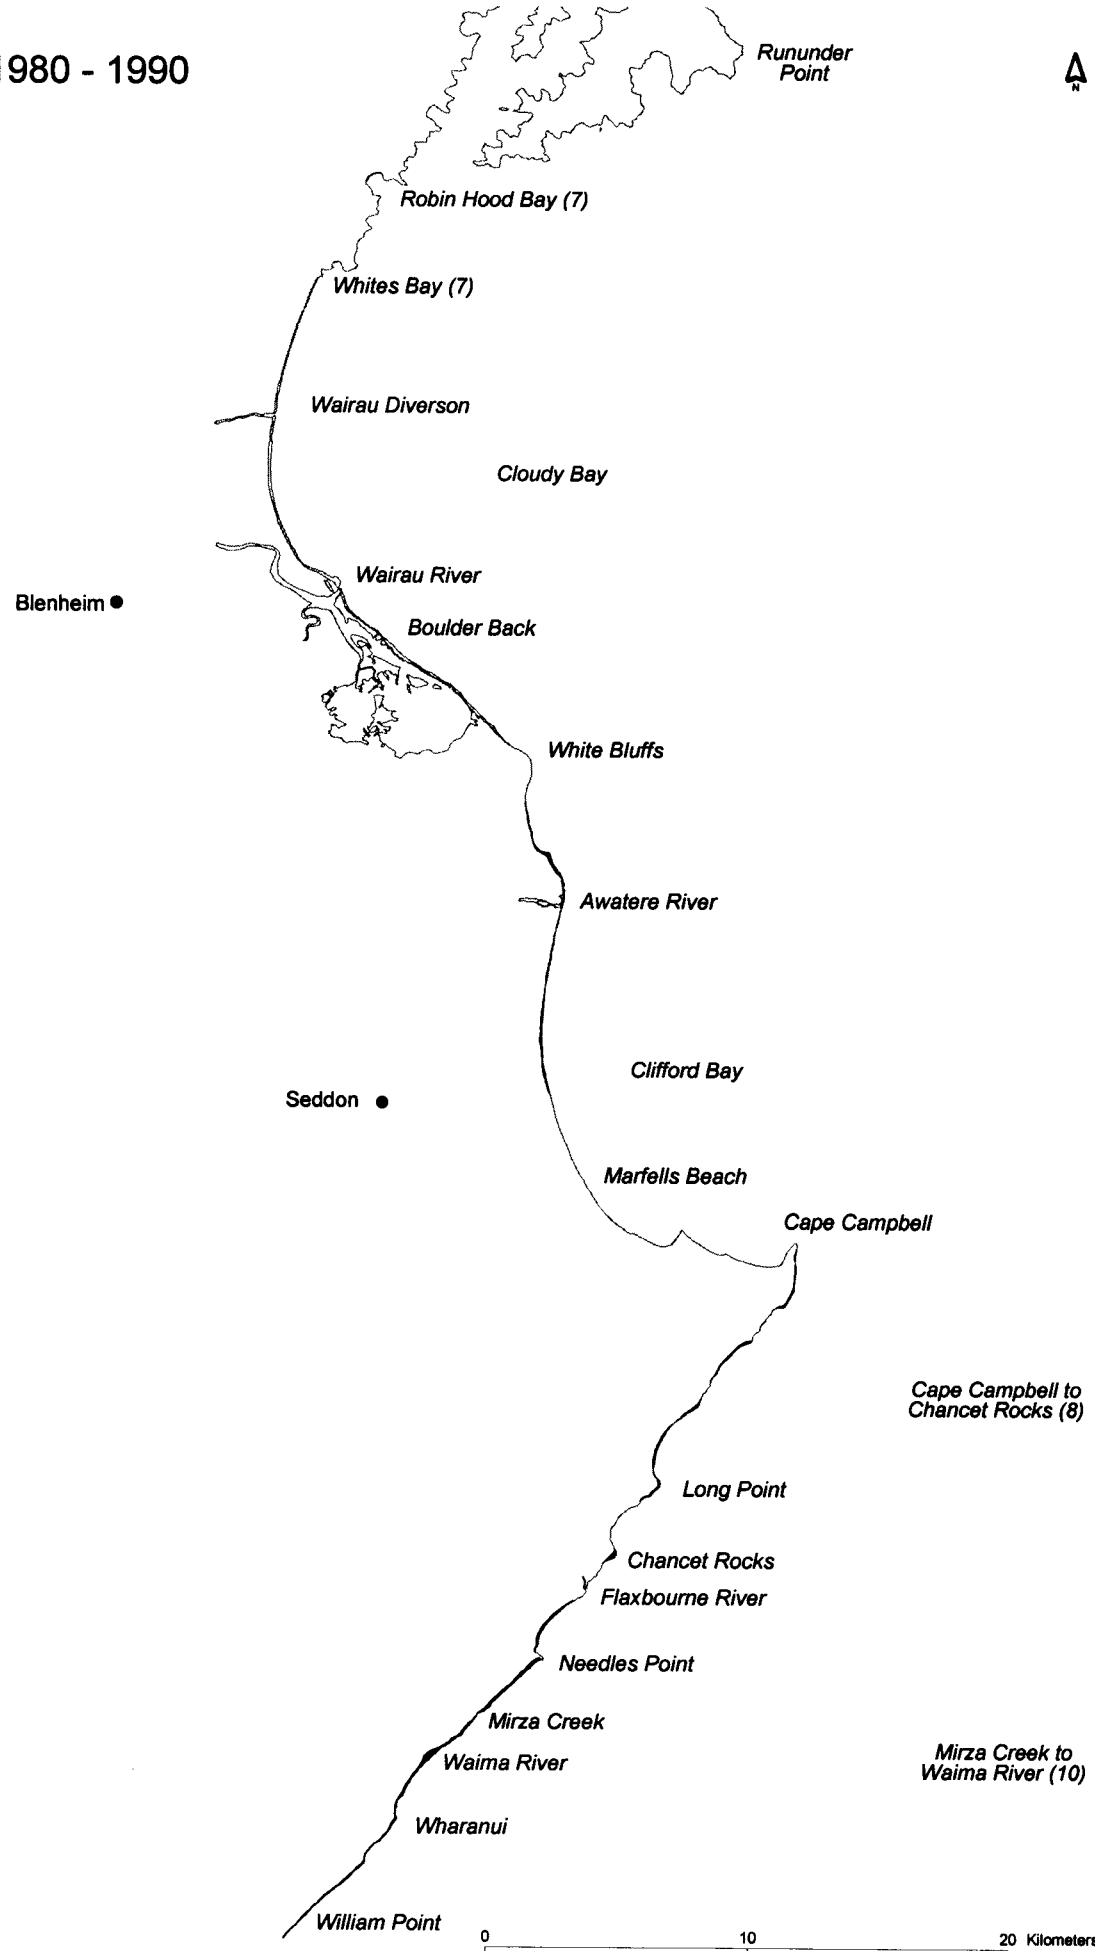 980 - 1990
Rununder
Point
N
Robin Hood Bay (7)
Whites Bay (7)
Wairau Diverson
Cloudy Bay
Wairau River
Blenheim
Boulder Back
White Bluffs
Awatere River
Clifford Bay
Seddon
Marfells Beach
Cape Campbell
Cape Campbell to
Chancet Rocks (8)
Long Point
Chancet Rocks
Flaxbourne River
Needles Point
Mirza Creek
Mirza Creek to
Waima River (10)
Waima River
Wharanui
William Point
0 10 20 Kilometers